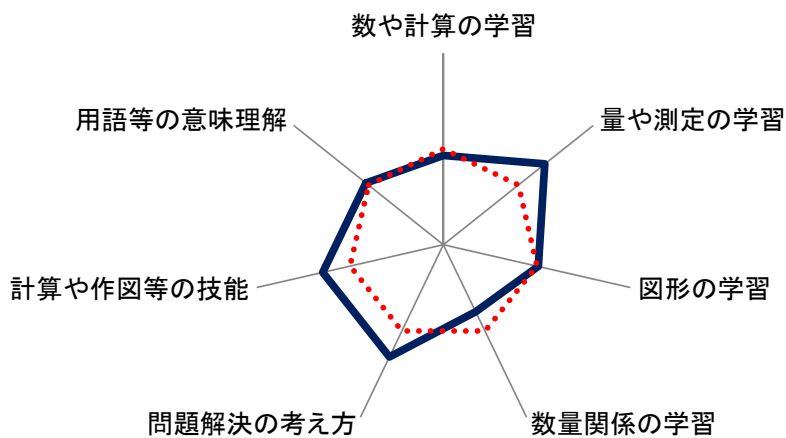 数や計算の学習
用語等の意味理解
量や測定の学習
計算や作図等の技能
図形の学習
問題解決の考え方
数量関係の学習